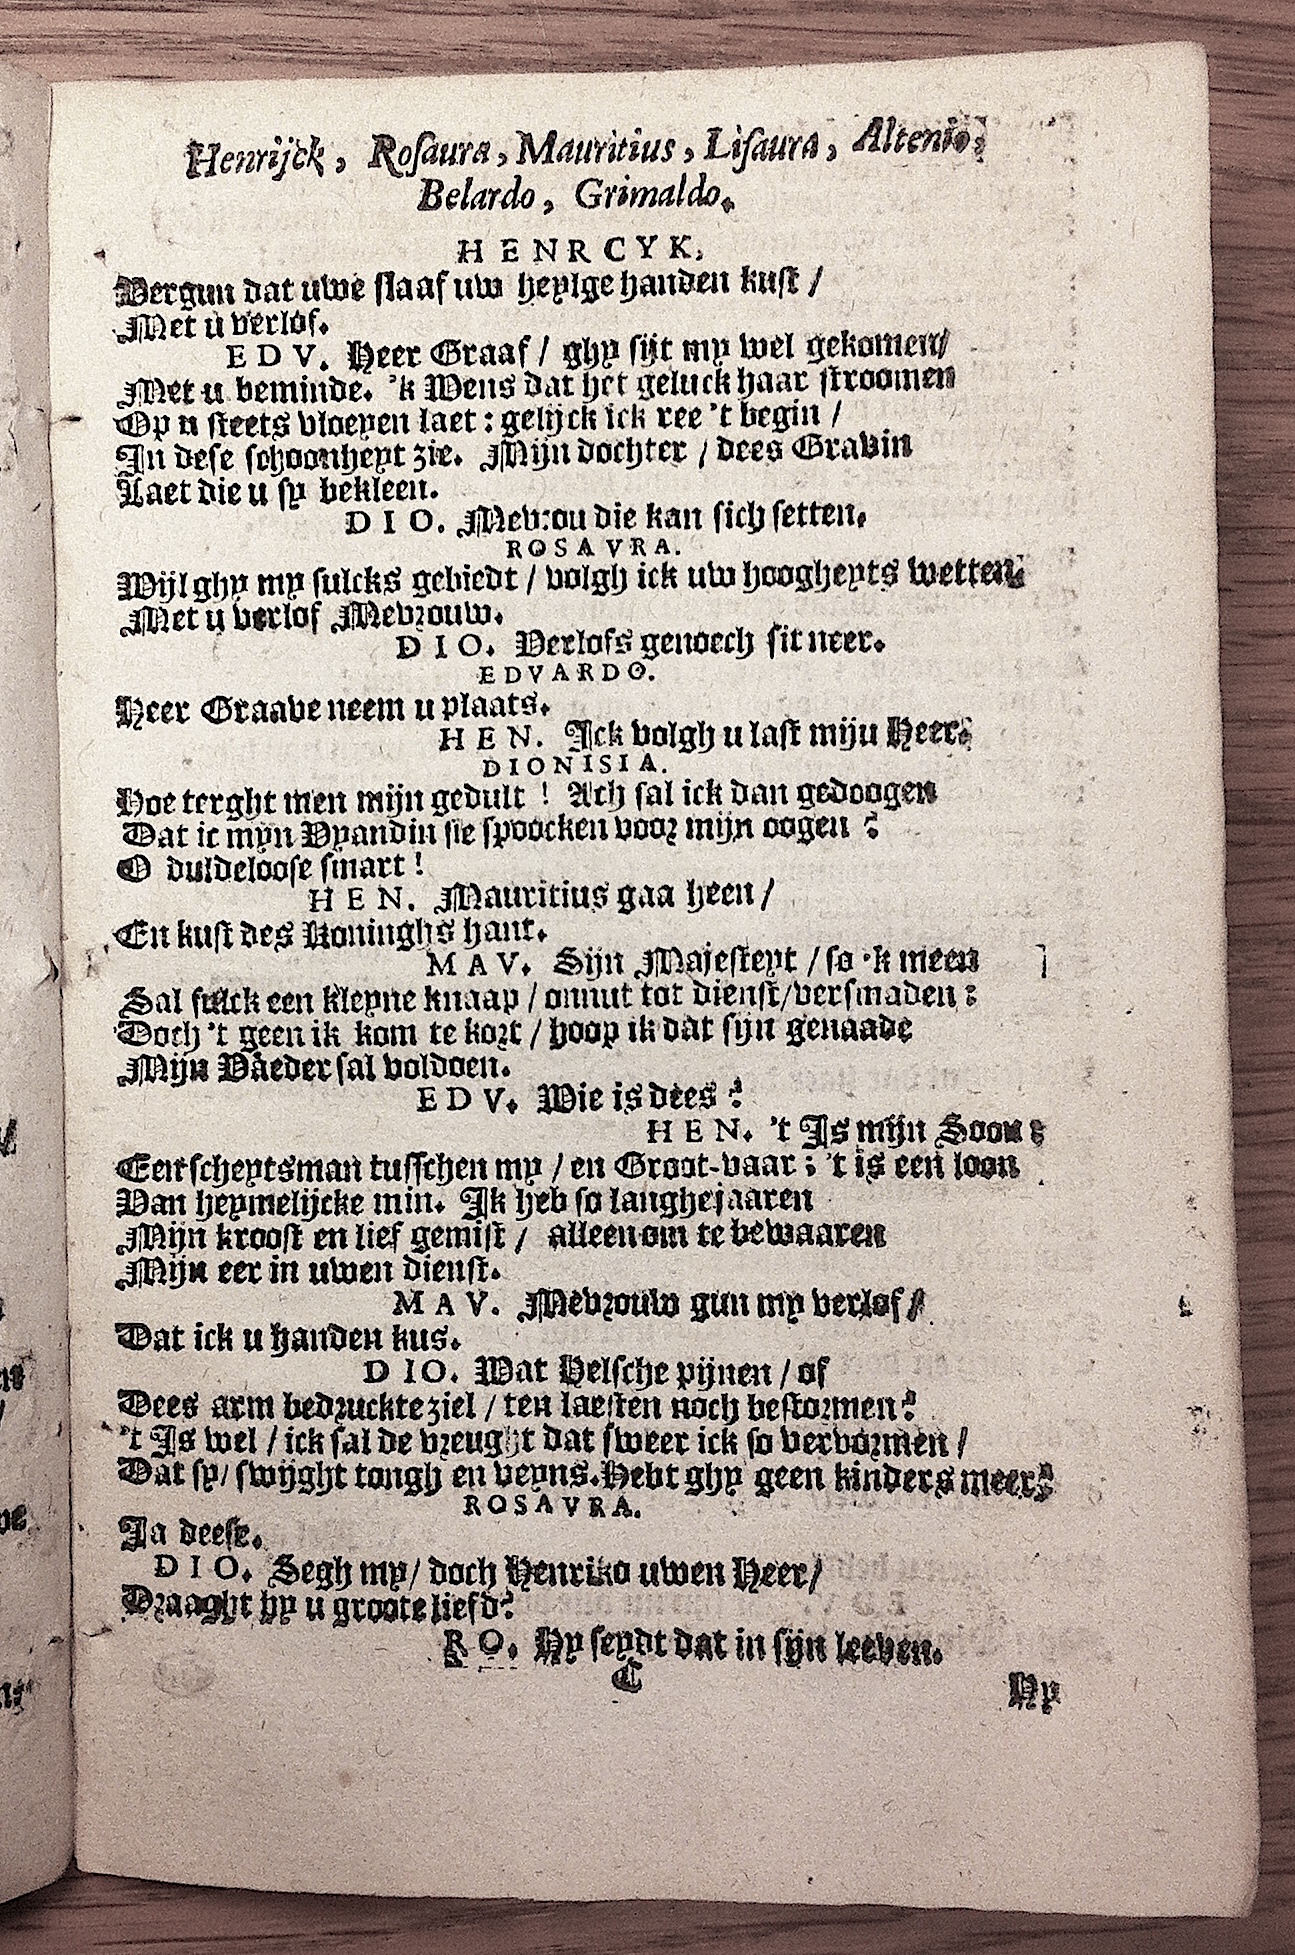 Henrijck, Rosaura, Mauritius, Lisaura, Altenio,
Belardo, Grimaldo.
HENRCYK.
Vergun dat uwe slaaf uw heylge handen kust /
Met u verlof.
EDV. Heer Graaf / ghy sijt my wel gekomen/
Met u beminde. 'k Wens dat het geluck haar stroomen
Op u steets vloeyen laet : gelijck ick ree 't begin /
In dese schoonheyt zie. Mijn dochter / dees Gravin
Laet die u sy bekleen.
DIO. Mevrou die kan sich setten.
ROSAVRA.
Wijl ghy my sulcks gebiedt / volgh ick uw hoogheyts wetten.
Met u verlof Mevrouw.
DIO. Verlofs genoech sit neer.
EDVARDO.
Heer Graave neem u plaats.
HEN. Ick volgh u last miju Heer.
DIONISIA.
Hoe terght men mijn gedult ! Ach sal ick dan gedoogen
Dat ic myn Vyandin sie spoocken voor mijn oogen ?
O duldeloose smart !
HEN. Mauritius gaa heen /
En kust des Koninghs hant.
MAV. Sijn Majesteyt / so 'k meen
Sal sulck een kleyne knaap / onnut tot dienst/versmaden :
Doch 't geen ik kom te kort / hoop ik dat sijn genaade
Mijn Vaeder sal voldoen.
EDV. Wie is dees ?
HEN. 't Is mijn Soon :
Een scheytsman tusschen my / en Groot-vaar ; 't is een loon
Van heymelijcke min. Ik heb so langhe jaaren
Mijn kroost en lief gemist / alleen om te bewaaren
Mijn eer in uwen dienst.
MAV. Mevrouw gun my verlof /
Dat ick u handen kus.
DIO. Wat Helsche pijnen / of
Dees arm bedruckte ziel / ten laesten noch bestormen ?
't Is wel / ick sal de vreught dat sweer ick so vervormen /
Dat sy/ swijght tongh en veyns. Hebt ghy geen kinders meer?
ROSAVRA.
Ja deese.
DIO. Segh my/ doch Henriko uwen Heer/
Draaght hy u groote liefd?
RO. Hy seydt dat in sijn leeven.
C
Hy